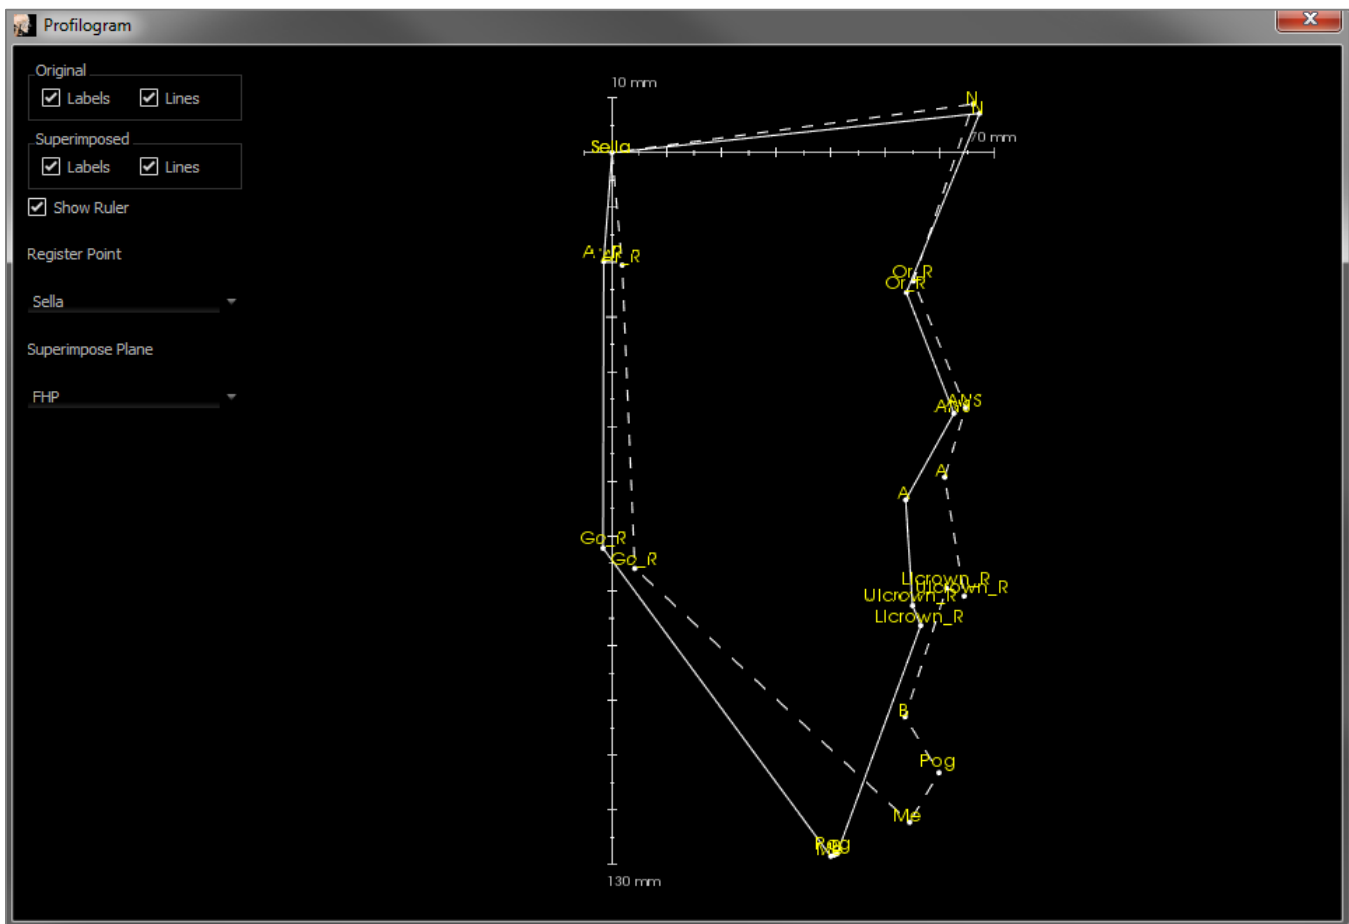 Profilogram
Original
Labels
Lines
Superimposed
Labels
Lines
Show Ruler
Register Point
Sella
Superimpose Plane
FHP
10 mm
N
N
70 mm
Sella
Ar_R
Or_R
Or_R
ANS
A
A
Go_R
Go_R
LIcrown_R
UIcrown_R
UIcrown_R
LIcrown_R
B
Pog
Me
Pog
130 mm